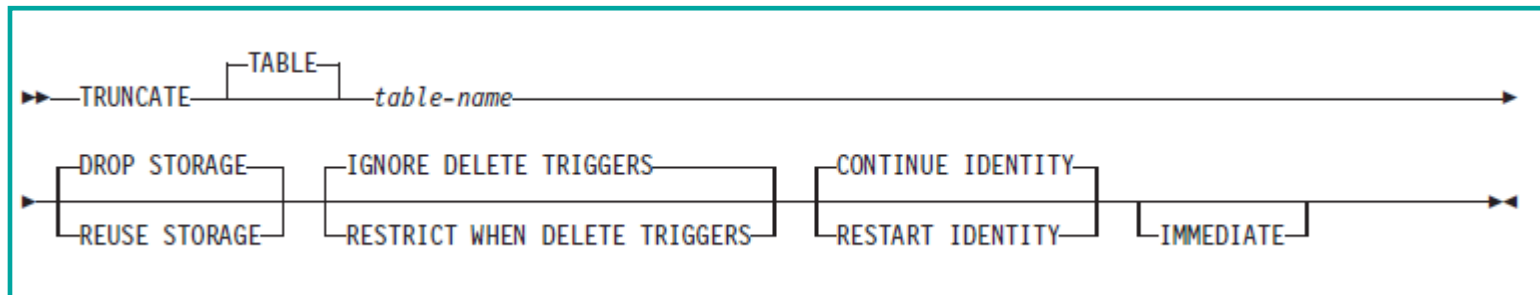 TABLE
TRUNCATE table-name
DROP STORAGE IGNORE DELETE TRIGGERS CONTINUE IDENTITY
REUSE STORAGE RESTRICT WHEN DELETE TRIGGERS RESTART IDENTITY IMMEDIATE